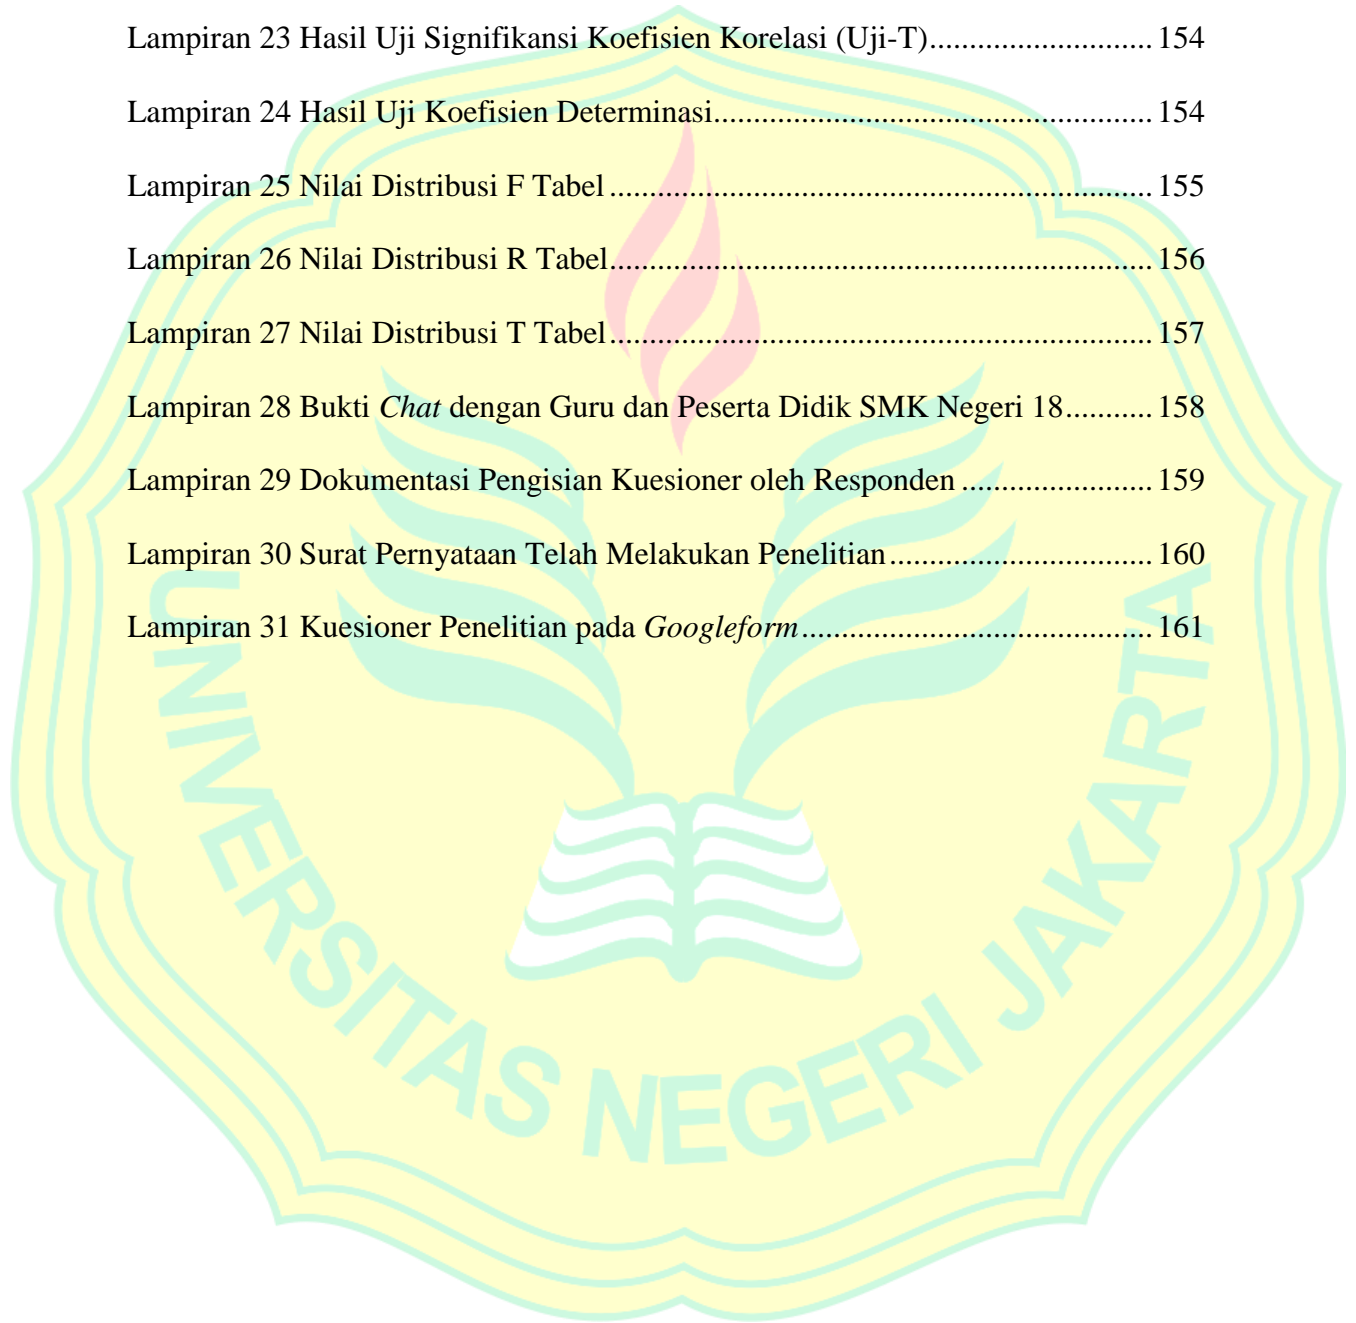 Lampiran 23 Hasil Uji Signifikansi Koefisien Korelasi (Uji-T)............................ 154
Lampiran 24 Hasil Uji Koefisien Determinasi....................................................... 154
Lampiran 25 Nilai Distribusi F Tabel .................................................................... 155
Lampiran 26 Nilai Distribusi R Tabel.................................................................... 156
Lampiran 27 Nilai Distribusi T Tabel .................................................................... 157
Lampiran 28 Bukti Chat dengan Guru dan Peserta Didik SMK Negeri 18........... 158
Lampiran 29 Dokumentasi Pengisian Kuesioner oleh Responden ........................ 159
Lampiran 30 Surat Pernyataan Telah Melakukan Penelitian ................................. 160
Lampiran 31 Kuesioner Penelitian pada Googleform............................................ 161
UNIVERSITAS NEGERI JAKARTA